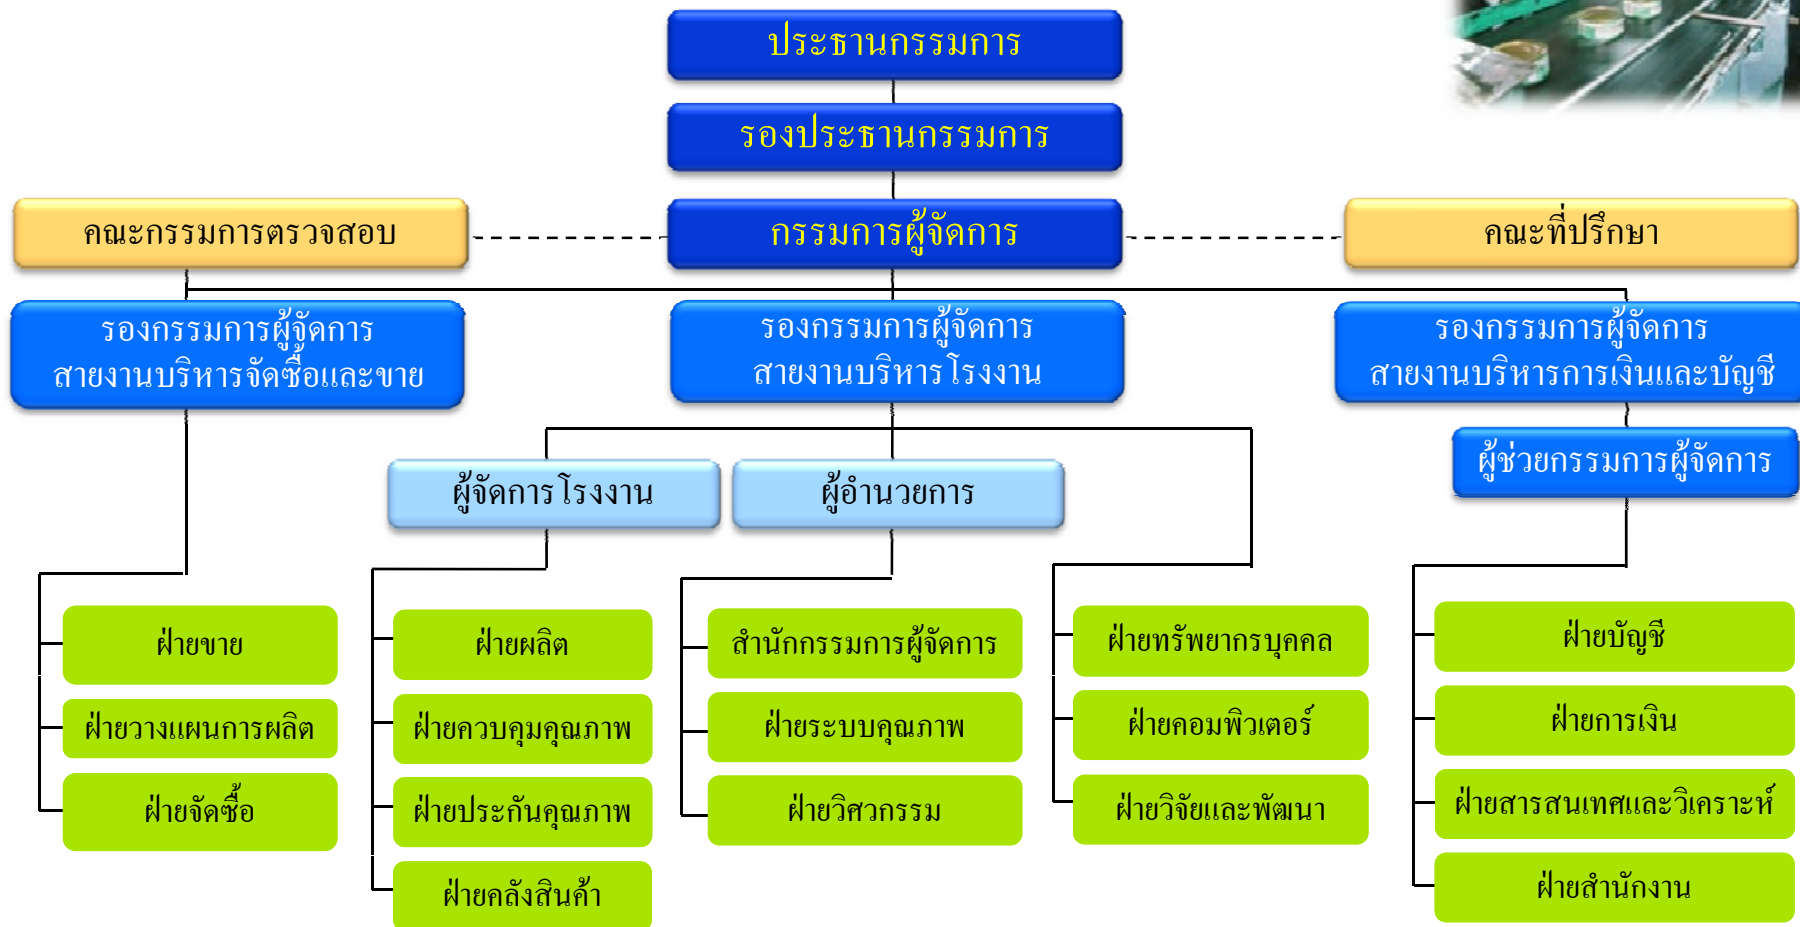 ประธานกรรมการ
รองประธานกรรมการ
คณะกรรมการตรวจสอบ
กรรมการผู้จัดการ
คณะที่ปรึกษา
รองกรรมการผู้จัดการ
สายงานบริหารจัดซื้อและขาย
รองกรรมการผู้จัดการ
สายงานบริหารโรงงาน
รองกรรมการผู้จัดการ
สายงานบริหารการเงินและบัญชี
ผู้ช่วยกรรมการผู้จัดการ
ผู้จัดการโรงงาน
ผู้อำนวยการ
ฝ่ายขาย
ฝ่ายวางแผนการผลิต
ฝ่ายจัดซื้อ
ฝ่ายผลิต
ฝ่ายควบคุมคุณภาพ
ฝ่ายประกันคุณภาพ
ฝ่ายคลังสินค้า
สำนักกรรมการผู้จัดการ
ฝ่ายระบบคุณภาพ
ฝ่ายวิศวกรรม
ฝ่ายทรัพยากรบุคคล
ฝ่ายคอมพิวเตอร์
ฝ่ายวิจัยและพัฒนา
ฝ่ายบัญชี
ฝ่ายการเงิน
ฝ่ายสารสนเทศและวิเคราะห์
ฝ่ายสำนักงาน